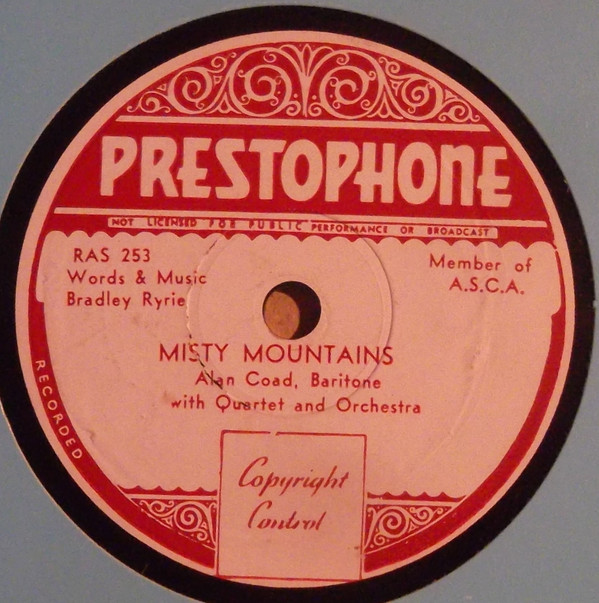 PRESTOPHONE
NOT LICENSED FOR PUBLIC PERFORMANCE OR BROADCAST
RAS 253
Words & Music
Bradley Ryrie
Member of
A.S.C.A.
MISTY MOUNTAINS
Alan Coad, Baritone
with Quartet and Orchestra
RECORDED
Copyright
Control